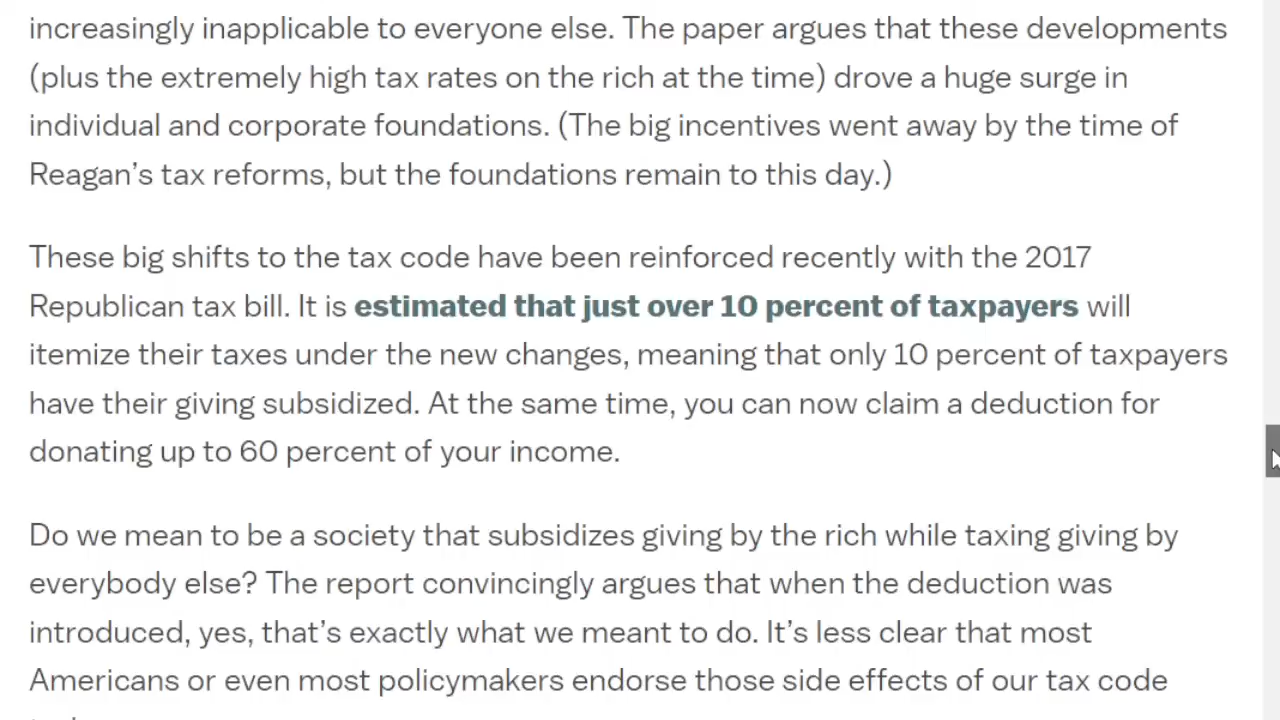 increasingly inapplicable to everyone else. The paper argues that these developments
(plus the extremely high tax rates on the rich at the time) drove a huge surge in
individual and corporate foundations. (The big incentives went away by the time of
Reagan’s tax reforms, but the foundations remain to this day.)
These big shifts to the tax code have been reinforced recently with the 2017
Republican tax bill. It is estimated that just over 10 percent of taxpayers will
itemize their taxes under the new changes, meaning that only 10 percent of taxpayers
have their giving subsidized. At the same time, you can now claim a deduction for
donating up to 60 percent of your income.
Do we mean to be a society that subsidizes giving by the rich while taxing giving by
everybody else? The report convincingly argues that when the deduction was
introduced, yes, that’s exactly what we meant to do. It’s less clear that most
Americans or even most policymakers endorse those side effects of our tax code